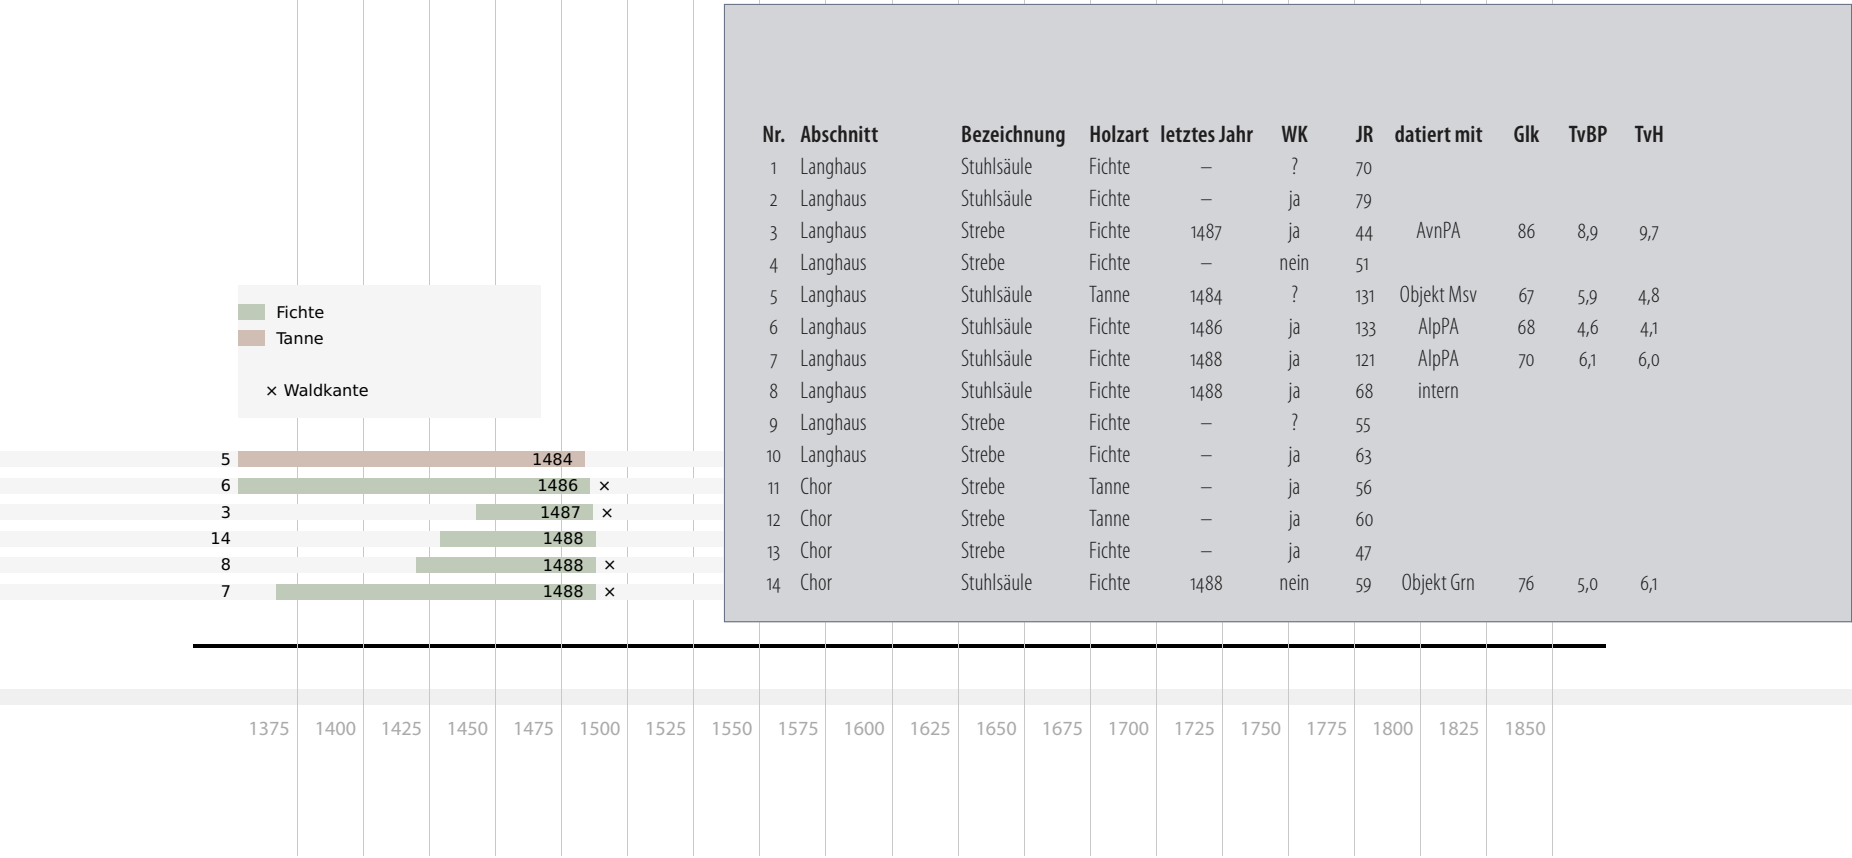 Nr. Abschnitt Bezeichnung Holzart letztes Jahr WK JR datiert mit Glk TvBP TvH
1 Langhaus Stuhlsäule Fichte – ? 70
2 Langhaus Stuhlsäule Fichte – ja 79
3 Langhaus Strebe Fichte 1487 ja 44 AvnPA 86 8,9 9,7
4 Langhaus Strebe Fichte – nein 51
5 Langhaus Stuhlsäule Tanne 1484 ? 131 Objekt Msv 67 5,9 4,8
6 Langhaus Stuhlsäule Fichte 1486 ja 133 AlpPA 68 4,6 4,1
7 Langhaus Stuhlsäule Fichte 1488 ja 121 AlpPA 70 6,1 6,0
8 Langhaus Stuhlsäule Fichte 1488 ja 68 intern
9 Langhaus Strebe Fichte – ? 55
10 Langhaus Strebe Fichte – ja 63
11 Chor Strebe Tanne – ja 56
12 Chor Strebe Tanne – ja 60
13 Chor Strebe Fichte – ja 47
14 Chor Stuhlsäule Fichte 1488 nein 59 Objekt Grn 76 5,0 6,1
Fichte
Tanne
× Waldkante
5 1484
6 1486 ×
3 1487 ×
14 1488
8 1488 ×
7 1488 ×
1375 1400 1425 1450 1475 1500 1525 1550 1575 1600 1625 1650 1675 1700 1725 1750 1775 1800 1825 1850